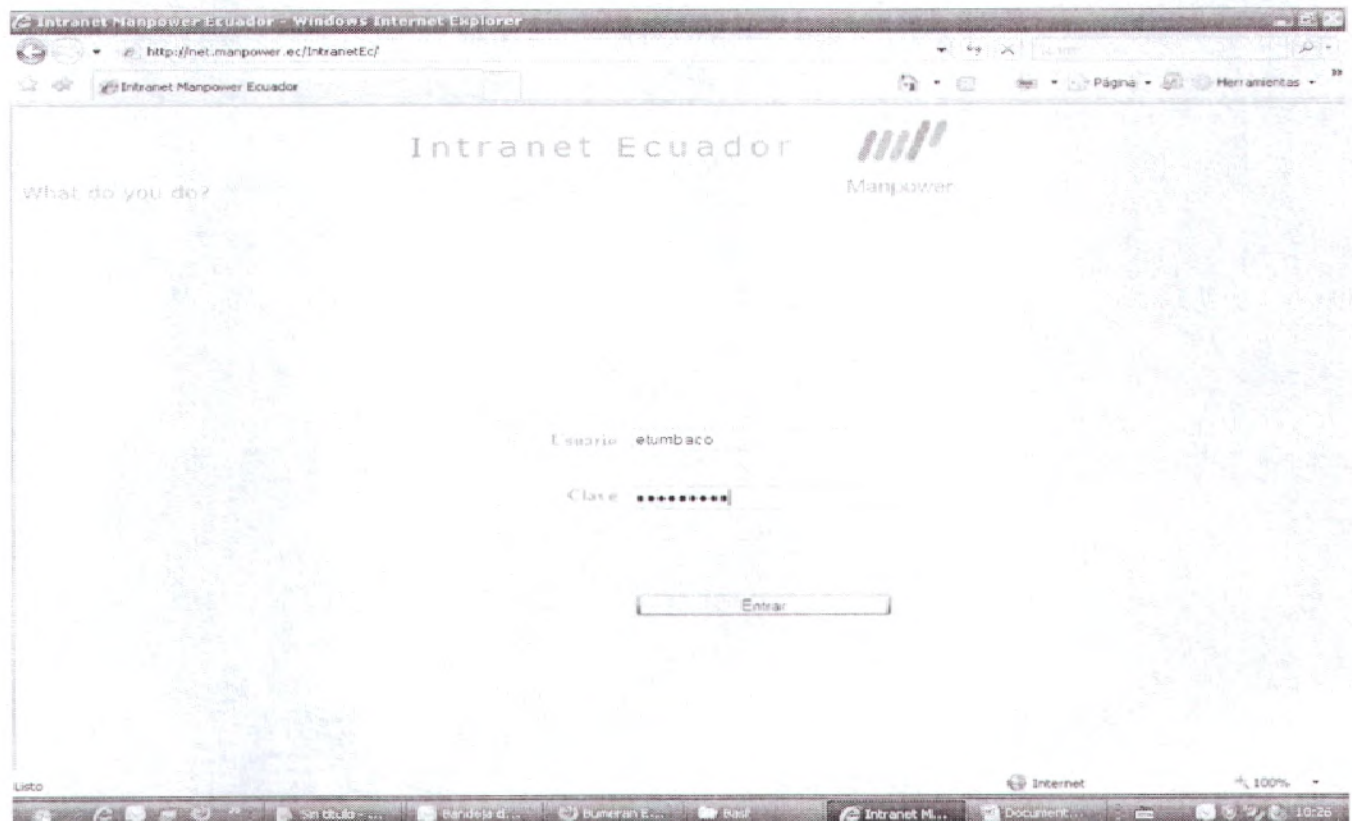 Intranet Manpower Ecuador - Windows Internet Explorer
http://net.manpower.ec/IntranetEc/
Intranet Manpower Ecuador
Página
Herramientas
Intranet Ecuador
Manpower
What do you do?
Usuario etumbaco
Clave •••••••••
Entrar
Listo
Internet
100%
Sin título - ...
Bandeja d...
Bumeran E...
Intranet M...
Document...
10:26